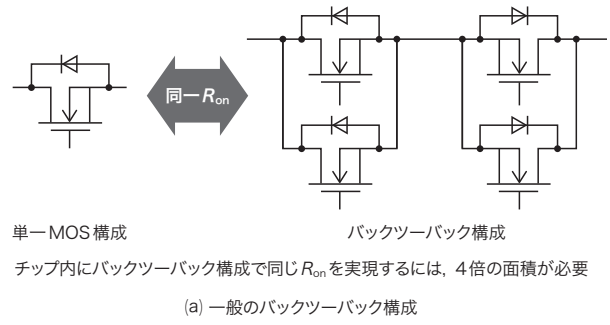 同一Ron
単一MOS構成
バックツーバック構成
チップ内にバックツーバック構成で同じRonを実現するには，4倍の面積が必要
(a) 一般のバックツーバック構成